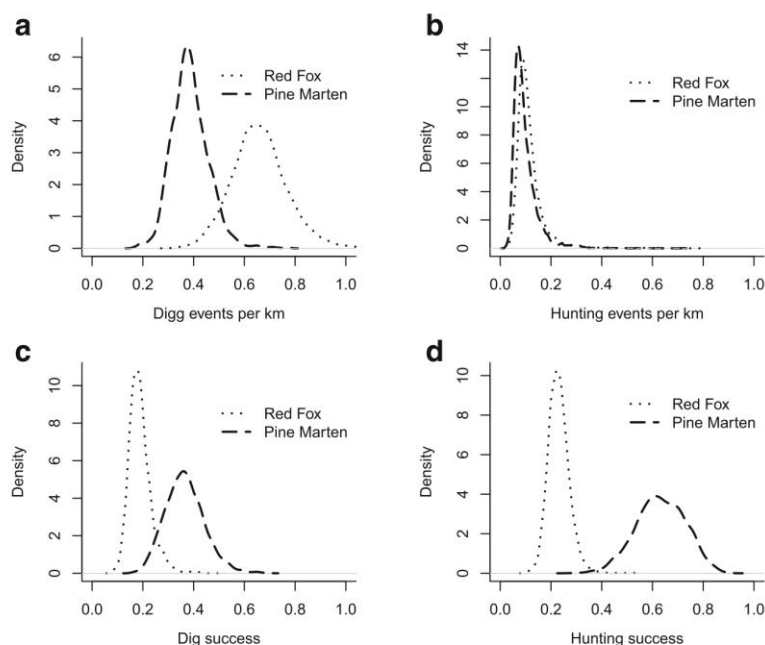 a
6
5
4
3
2
1
0
Density
Red Fox
Pine Marten
0.0 0.2 0.4 0.6 0.8 1.0
Digg events per km
b
14
10
8
6
4
2
0
Density
Red Fox
Pine Marten
0.0 0.2 0.4 0.6 0.8 1.0
Hunting events per km
c
10
8
6
4
2
0
Density
Red Fox
Pine Marten
0.0 0.2 0.4 0.6 0.8 1.0
Dig success
d
10
8
6
4
2
0
Density
Red Fox
Pine Marten
0.0 0.2 0.4 0.6 0.8 1.0
Hunting success